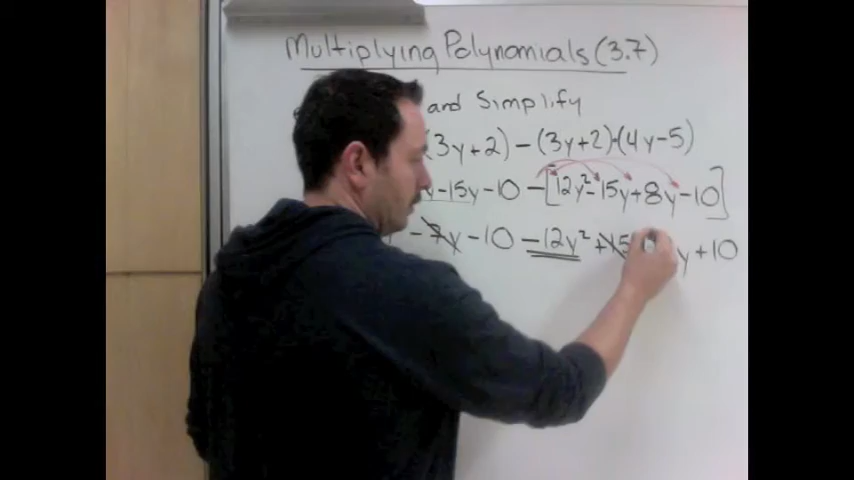 Multiplying Polynomials (3.7)
and Simplify
(3y+2) - (3y+2)·(4y-5)
y-15y-10 -[12y²-15y+8y-10]
-7y -10 -12y² +15 y +10